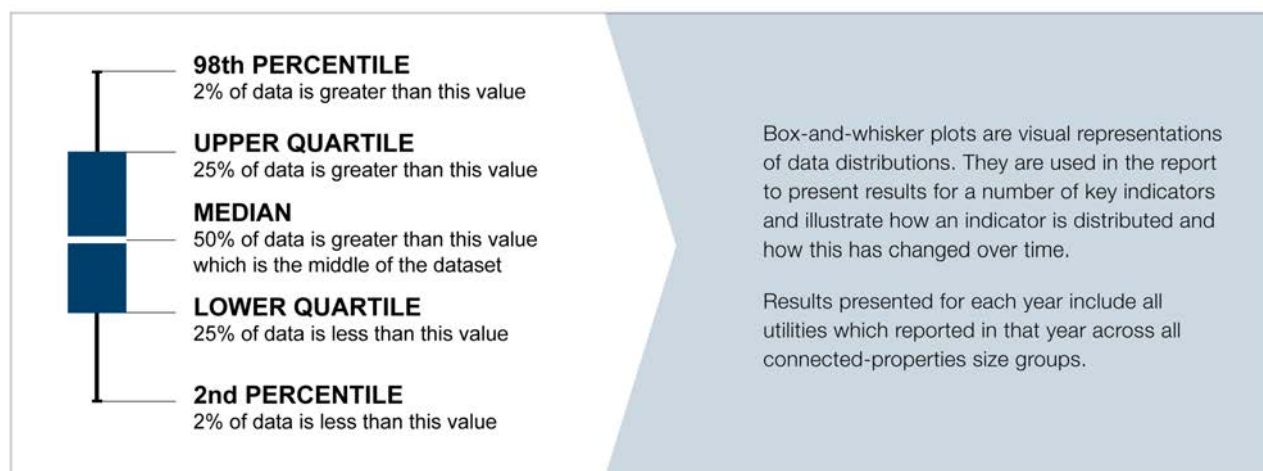 98th PERCENTILE
2% of data is greater than this value
UPPER QUARTILE
25% of data is greater than this value
MEDIAN
50% of data is greater than this value
which is the middle of the dataset
LOWER QUARTILE
25% of data is less than this value
2nd PERCENTILE
2% of data is less than this value
Box-and-whisker plots are visual representations
of data distributions. They are used in the report
to present results for a number of key indicators
and illustrate how an indicator is distributed and
how this has changed over time.
Results presented for each year include all
utilities which reported in that year across all
connected-properties size groups.